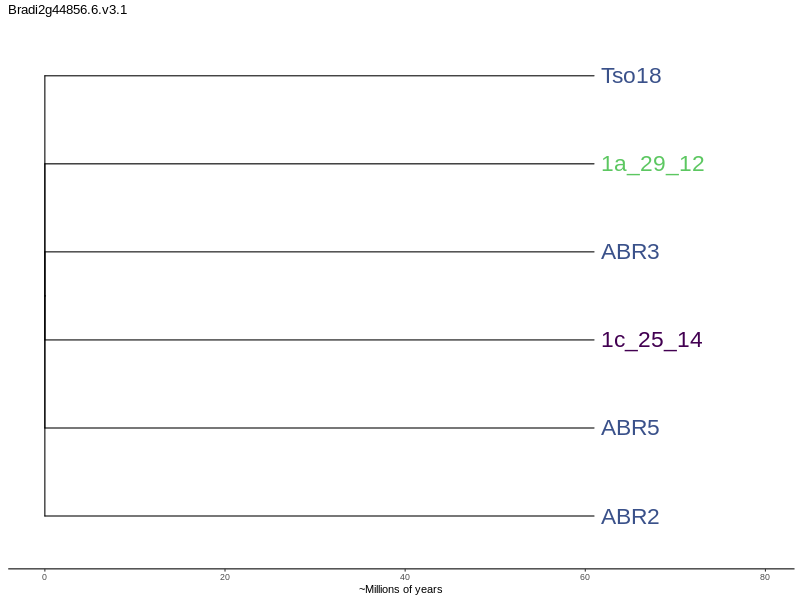 Bradi2g44856.6.v3.1
Tso18
1a_29_12
ABR3
1c_25_14
ABR5
ABR2
0 20 40 60 80
~Millions of years